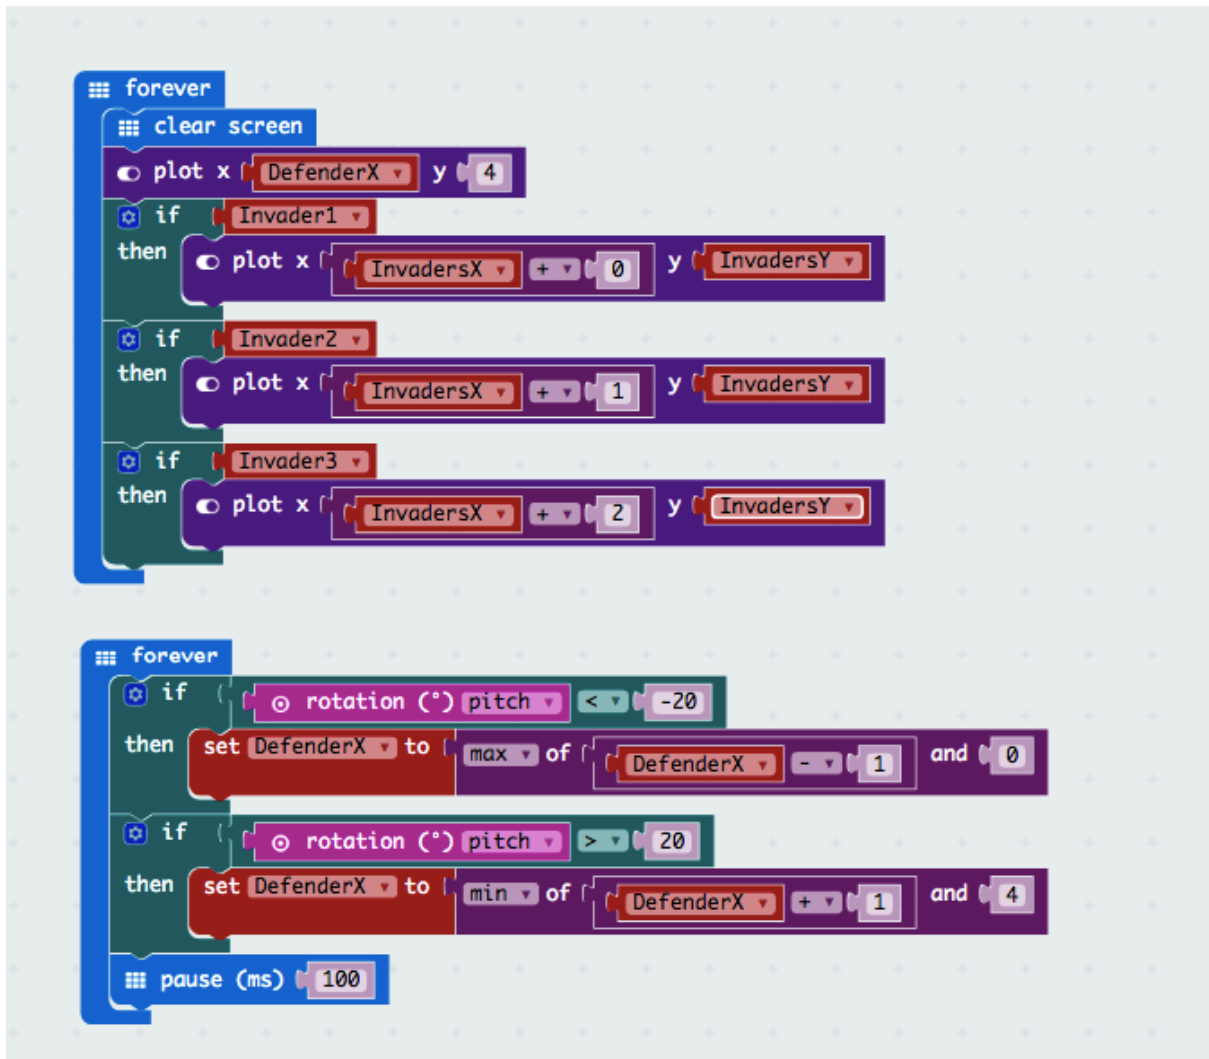 forever
clear screen
plot x DefenderX y 4
if Invader1
then plot x InvadersX + 0 y InvadersY
if Invader2
then plot x InvadersX + 1 y InvadersY
if Invader3
then plot x InvadersX + 2 y InvadersY
forever
if rotation (°) pitch < -20
then set DefenderX to max of DefenderX - 1 and 0
if rotation (°) pitch > 20
then set DefenderX to min of DefenderX + 1 and 4
pause (ms) 100